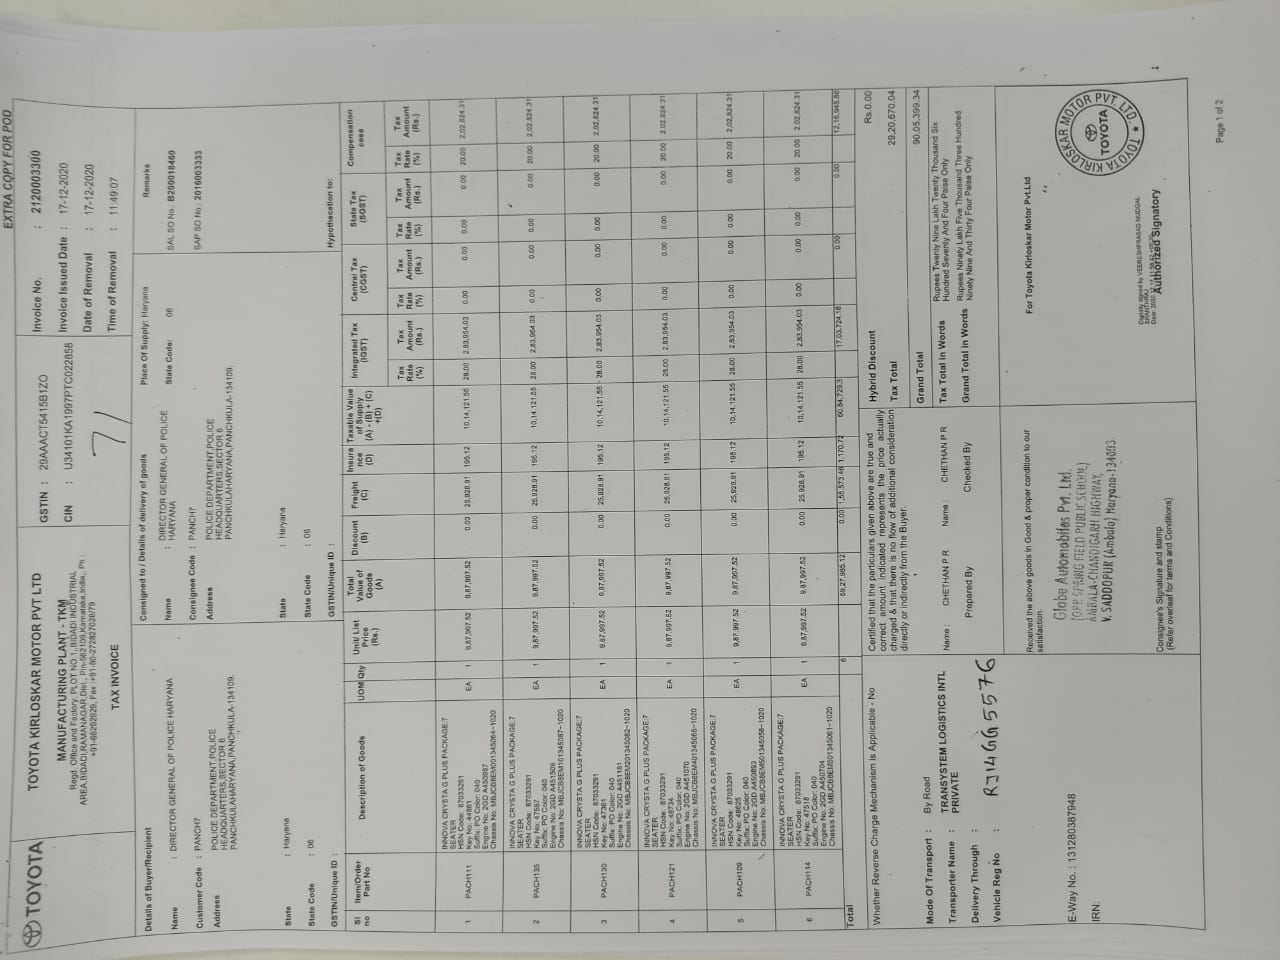 EXTRA COPY FOR POD
TOYOTA
TOYOTA KIRLOSKAR MOTOR PVT LTD
MANUFACTURING PLANT - TKM
Regd. Office and Factory, PLOT NO.1,,BIDADI INDUSTRIAL
AREA,BIDADI,RAMANAGAR,Dist., Pin-562109,Karnataka,India,. Ph :
+91-66292929, Fax :+91-80-272827028/79
TAX INVOICE
GSTIN : 29AAACT5415B1ZO
CIN : U34101KA1997PTC022858
71
Invoice No. : 2120003300
Invoice Issued Date : 17-12-2020
Date of Removal : 17-12-2020
Time of Removal : 11:49:07
Details of Buyer/Recipient
Name : DIRECTOR GENERAL OF POLICE HARYANA
Customer Code : PANCH7
Address POLICE DEPARTMENT,POLICE
HEADQUARTERS,SECTOR 6
PANCHKULAHARYANA,PANCHKULA-134109.
State : Haryana
State Code : 06
GSTIN/Unique ID :
Consigned to / Details of delivery of goods
Name : DIRECTOR GENERAL OF POLICE
HARYANA
Consignee Code : PANCH7
Address POLICE DEPARTMENT,POLICE
HEADQUARTERS,SECTOR 6
PANCHKULAHARYANA,PANCHKULA-134109.
State : Haryana
State Code : 06
GSTIN/Unique ID :
Place Of Supply: Haryana
State Code: 06
Remarks
SAL SO No.: B200018460
SAP SO No : 2016003333
Hypothecation to:
Sl no Item/Order Part No Description of Goods UOM Qty Unit/ List Price (Rs.) Total Value of Goods (A) Discount (B) Freight (C) Insura nce (D) Taxable Value of Supply (A) - (B) + (C) +(D) Integrated Tax (IGST) Central Tax (CGST) State Tax (SGST) Compensation cess
Tax Rate (%) Tax Amount (Rs.) Tax Rate (%) Tax Amount (Rs.) Tax Rate (%) Tax Amount (Rs.) Tax Rate (%) Tax Amount (Rs.)
INNOVA CRYSTA G PLUS PACKAGE:7
SEATER
HSN Code: 87033291
1 PACH111 Key No: 44861 EA 1 9,87,997.52 9,87,997.52 0.00 25,928.91 195.12 10,14,121.55 28.00 2,83,954.03 0.00 0.00 0.00 0.00 20.00 2,02,824.31
Suffix: PO Color: 040
Engine No: 2GD A450987
Chassis No: MBJCB8EM001345064-1020
INNOVA CRYSTA G PLUS PACKAGE:7
SEATER
HSN Code: 87033291
2 PACH135 Key No: 47587 EA 1 9,87,997.52 9,87,997.52 0.00 25,928.91 195.12 10,14,121.55 28.00 2,83,954.03 0.00 0.00 0.00 0.00 20.00 2,02,824.31
Suffix: PO Color: 040
Engine No: 2GD A451509
Chassis No: MBJCB8EM101345087-1020
INNOVA CRYSTA G PLUS PACKAGE:7
SEATER
HSN Code: 87033291
3 PACH130 Key No: 47361 EA 1 9,87,997.52 9,87,997.52 0.00 25,928.91 195.12 10,14,121.55 28.00 2,83,954.03 0.00 0.00 0.00 0.00 20.00 2,02,824.31
Suffix: PO Color: 040
Engine No: 2GD A451181
Chassis No: MBJCB8EM201345082-1020
INNOVA CRYSTA G PLUS PACKAGE:7
SEATER
HSN Code: 87033291
4 PACH121 Key No: 46734 EA 1 9,87,997.52 9,87,997.52 0.00 25,928.91 195.12 10,14,121.55 28.00 2,83,954.03 0.00 0.00 0.00 0.00 20.00 2,02,824.31
Suffix: PO Color: 040
Engine No: 2GD A451070
Chassis No: MBJCB8EM401345066-1020
INNOVA CRYSTA G PLUS PACKAGE:7
SEATER
HSN Code: 87033291
5 PACH109 Key No: 48625 EA 1 9,87,997.52 9,87,997.52 0.00 25,928.91 195.12 10,14,121.55 28.00 2,83,954.03 0.00 0.00 0.00 0.00 20.00 2,02,824.31
Suffix: PO Color: 040
Engine No: 2GD A450893
Chassis No: MBJCB8EM501345058-1020
INNOVA CRYSTA G PLUS PACKAGE:7
SEATER
HSN Code: 87033291
6 PACH114 Key No: 47518 EA 1 9,87,997.52 9,87,997.52 0.00 25,928.91 195.12 10,14,121.55 28.00 2,83,954.03 0.00 0.00 0.00 0.00 20.00 2,02,824.31
Suffix: PO Color: 040
Engine No: 2GD A450704
Chassis No: MBJCB8EM501345061-1020
Total 6 59,27,985.12 0.00 1,55,573.46 1,170.72 60,84,729.3 17,03,724.18 0.00 0.00 12,16,945.86
Whether Reverse Charge Mechanism is Applicable - No
Mode Of Transport : By Road
Transporter Name : TRANSYSTEM LOGISTICS INTL
PRIVATE
Delivery Through :
Vehicle Reg No : RJ14GG5576
E-Way No. : 131280387948
IRN:
Certified that the particulars given above are true and
correct amount indicated represents the price actually
charged & that there is no flow of additional consideration
directly or indirectly from the Buyer.
Name : CHETHAN P R Name : CHETHAN P R
Prepared By Checked By
Hybrid Discount Rs.0.00
Tax Total 29,20,670.04
Grand Total 90,05,399.34
Tax Total in Words Rupees Twenty Nine Lakh Twenty Thousand Six
Hundred Seventy And Four Paise Only
Grand Total in Words Rupees Ninety Lakh Five Thousand Three Hundred
Ninety Nine And Thirty Four Paise Only
Received the above goods in Good & proper condition to our
satisfaction.
Globe Automobiles Pvt. Ltd.
(OPP. SPRING FIELD PUBLIC SCHOOL)
AMBALA-CHANDIGARH HIGHWAY,
V. SADDOPUR (Ambala) Haryana-134003.
Consignee's Signature and stamp
(Refer overleaf for terms and Conditions)
For Toyota Kirloskar Motor Pvt.Ltd
TOYOTA KIRLOSKAR MOTOR PVT. LTD.
TOYOTA
Digitally signed by VEERESHPRASAD MUDGAL
SHANTHRAJ
Authorized Signatory
Page 1 of 2